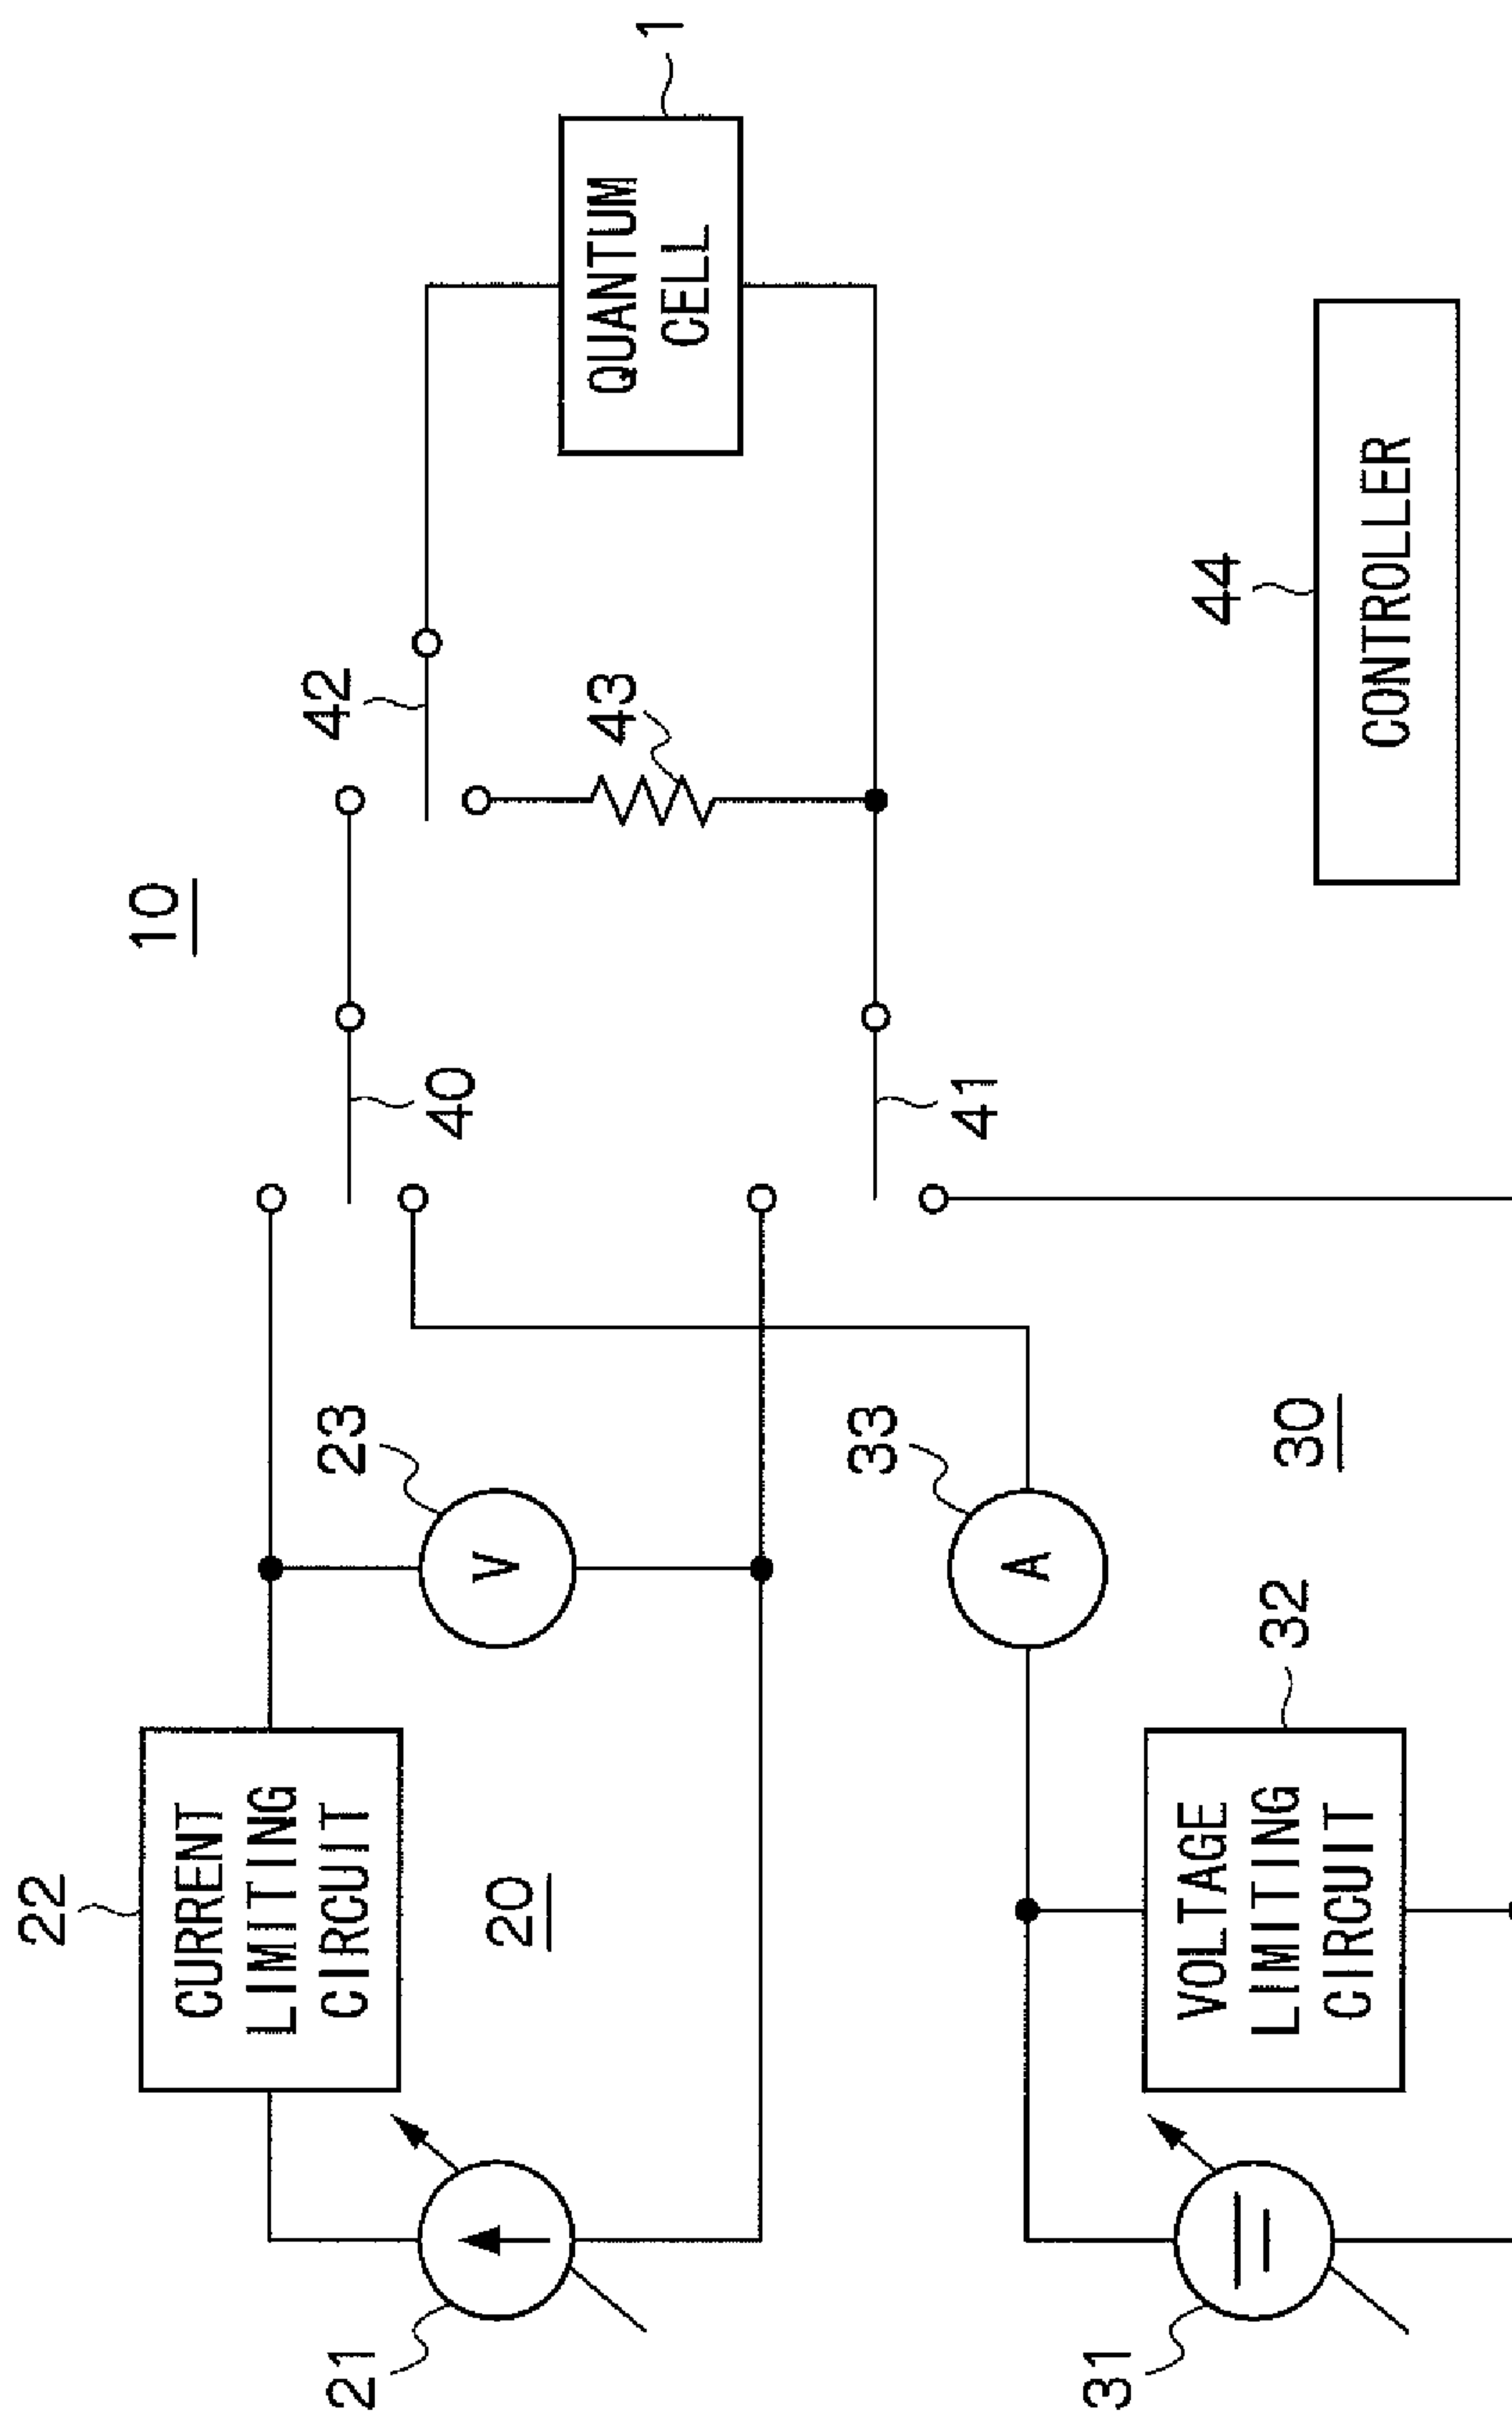 10
22
CURRENT
LIMITING
CIRCUIT
20
21
23
V
40
42
43
1
QUANTUM
CELL
41
33
A
30
31
32
VOLTAGE
LIMITING
CIRCUIT
44
CONTROLLER